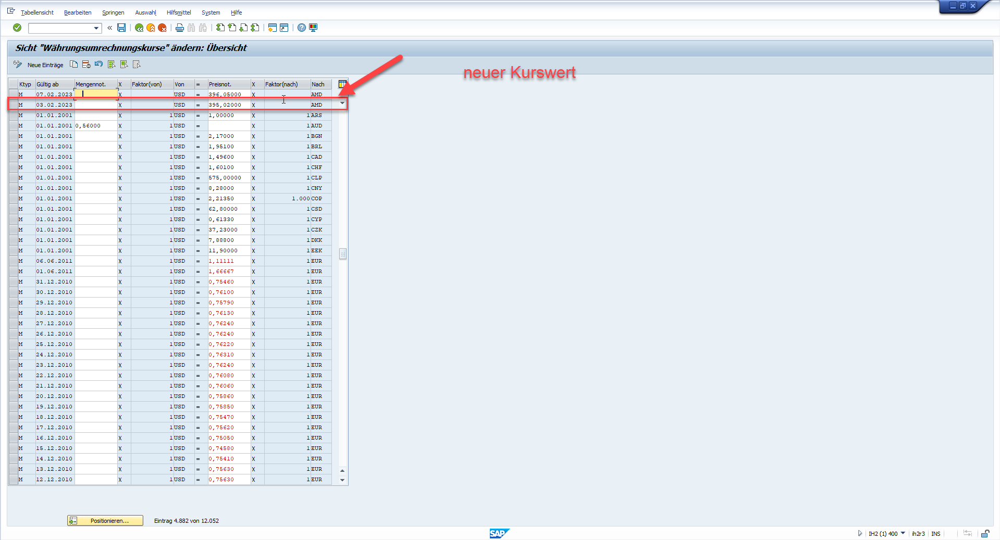 Tabellensicht Bearbeiten Springen Auswahl Hilfsmittel System Hilfe
Sicht "Währungsumrechnungskurse" ändern: Übersicht
Neue Einträge
neuer Kurswert
Ktyp Gültig ab Mengennot. X Faktor(von) Von = Preisnot. X Faktor(nach) Nach
M 07.02.2023 X USD = 396,05000 X AMD
M 03.02.2023 X USD = 395,02000 X AMD
M 01.01.2001 X 1 USD = 1,00000 X 1 ARS
M 01.01.2001 0,56000 X 1 USD = X 1 AUD
M 01.01.2001 X 1 USD = 2,17000 X 1 BGN
M 01.01.2001 X 1 USD = 1,95100 X 1 BRL
M 01.01.2001 X 1 USD = 1,49600 X 1 CAD
M 01.01.2001 X 1 USD = 1,60100 X 1 CHF
M 01.01.2001 X 1 USD = 575,00000 X 1 CLP
M 01.01.2001 X 1 USD = 8,28000 X 1 CNY
M 01.01.2001 X 1 USD = 2,21350 X 1.000 COP
M 01.01.2001 X 1 USD = 62,80000 X 1 CSD
M 01.01.2001 X 1 USD = 0,61330 X 1 CYP
M 01.01.2001 X 1 USD = 37,23000 X 1 CZK
M 01.01.2001 X 1 USD = 7,88800 X 1 DKK
M 01.01.2001 X 1 USD = 11,90000 X 1 EEK
M 06.06.2011 X 1 USD = 1,11111 X 1 EUR
M 01.06.2011 X 1 USD = 1,66667 X 1 EUR
M 31.12.2010 X 1 USD = 0,75460 X 1 EUR
M 30.12.2010 X 1 USD = 0,76100 X 1 EUR
M 29.12.2010 X 1 USD = 0,75790 X 1 EUR
M 28.12.2010 X 1 USD = 0,76130 X 1 EUR
M 27.12.2010 X 1 USD = 0,76240 X 1 EUR
M 26.12.2010 X 1 USD = 0,76240 X 1 EUR
M 25.12.2010 X 1 USD = 0,76220 X 1 EUR
M 24.12.2010 X 1 USD = 0,76310 X 1 EUR
M 23.12.2010 X 1 USD = 0,76240 X 1 EUR
M 22.12.2010 X 1 USD = 0,76080 X 1 EUR
M 21.12.2010 X 1 USD = 0,76060 X 1 EUR
M 20.12.2010 X 1 USD = 0,75860 X 1 EUR
M 19.12.2010 X 1 USD = 0,75850 X 1 EUR
M 18.12.2010 X 1 USD = 0,75470 X 1 EUR
M 17.12.2010 X 1 USD = 0,75620 X 1 EUR
M 16.12.2010 X 1 USD = 0,75050 X 1 EUR
M 15.12.2010 X 1 USD = 0,74580 X 1 EUR
M 14.12.2010 X 1 USD = 0,75410 X 1 EUR
M 13.12.2010 X 1 USD = 0,75630 X 1 EUR
M 12.12.2010 X 1 USD = 0,75630 X 1 EUR
Positionieren... Eintrag 4.882 von 12.052
SAP
IH2 (1) 400 ih2r3 INS